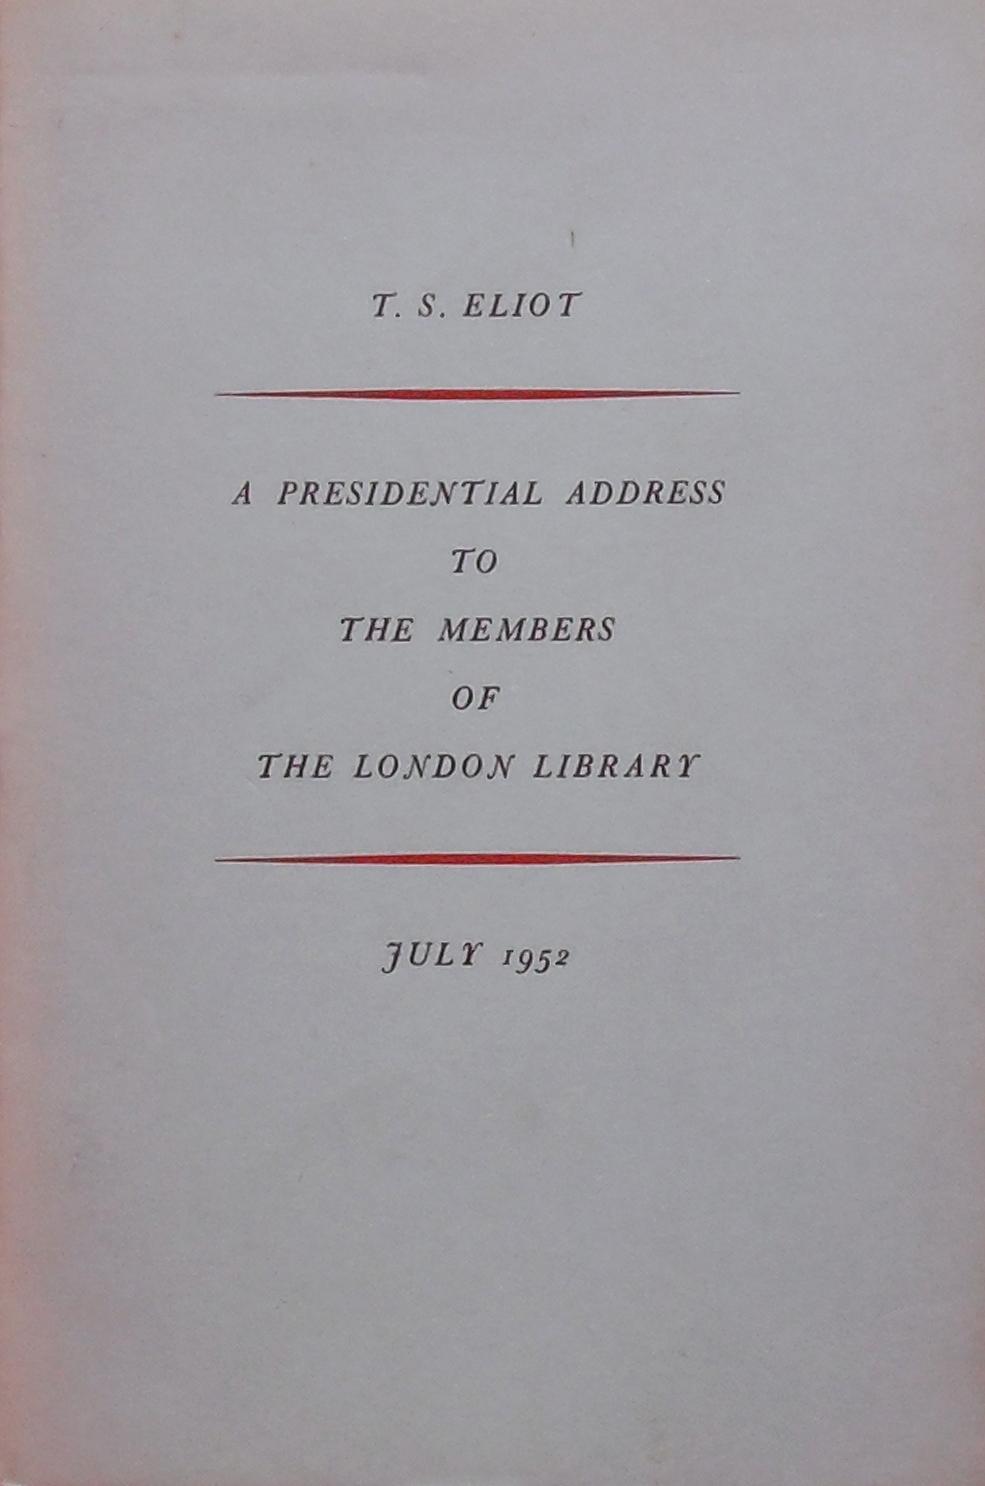 T. S. ELIOT
A PRESIDENTIAL ADDRESS
TO
THE MEMBERS
OF
THE LONDON LIBRARY
JULY 1952